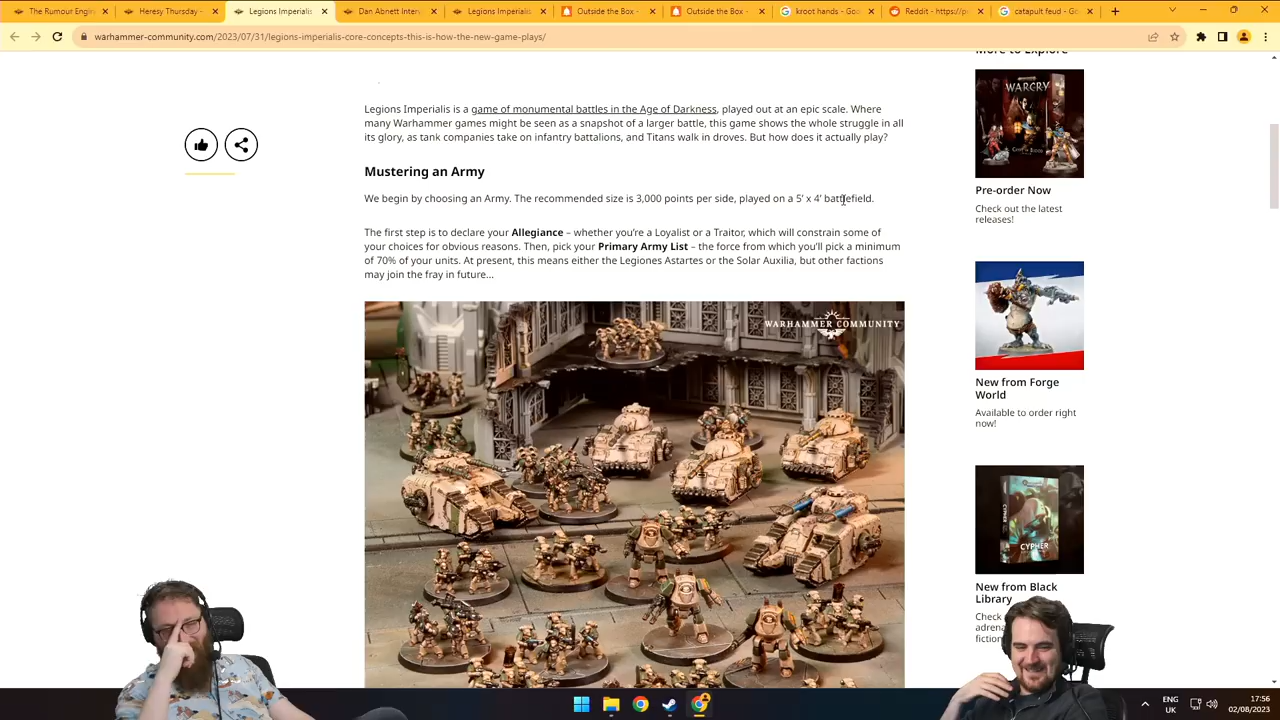 The Rumour Engin
Heresy Thursday -
Legions Imperialis
Dan Abnett Interv
Legions Imperialis
Outside the Box -
Outside the Box -
kroot hands - Goo
Reddit - https://p
catapult feud - Go
warhammer-community.com/2023/07/31/legions-imperialis-core-concepts-this-is-how-the-new-game-plays/
More to Explore
Legions Imperialis is a game of monumental battles in the Age of Darkness, played out at an epic scale. Where
many Warhammer games might be seen as a snapshot of a larger battle, this game shows the whole struggle in all
its glory, as tank companies take on infantry battalions, and Titans walk in droves. But how does it actually play?
Mustering an Army
We begin by choosing an Army. The recommended size is 3,000 points per side, played on a 5' x 4' battlefield.
The first step is to declare your Allegiance – whether you're a Loyalist or a Traitor, which will constrain some of
your choices for obvious reasons. Then, pick your Primary Army List – the force from which you'll pick a minimum
of 70% of your units. At present, this means either the Legiones Astartes or the Solar Auxilia, but other factions
may join the fray in future...
WARHAMMER COMMUNITY
WARCRY
Pre-order Now
Check out the latest
releases!
New from Forge
World
Available to order right
now!
CYPHER
New from Black
Library
Check
adrena
fiction
ENG
UK
17:56
02/08/2023